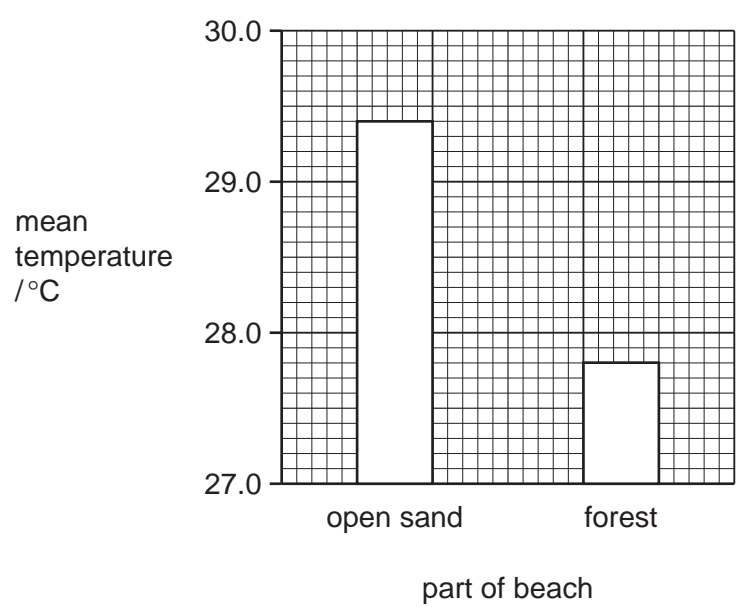 30.0
29.0
mean
temperature
/°C
28.0
27.0
open sand
forest
part of beach